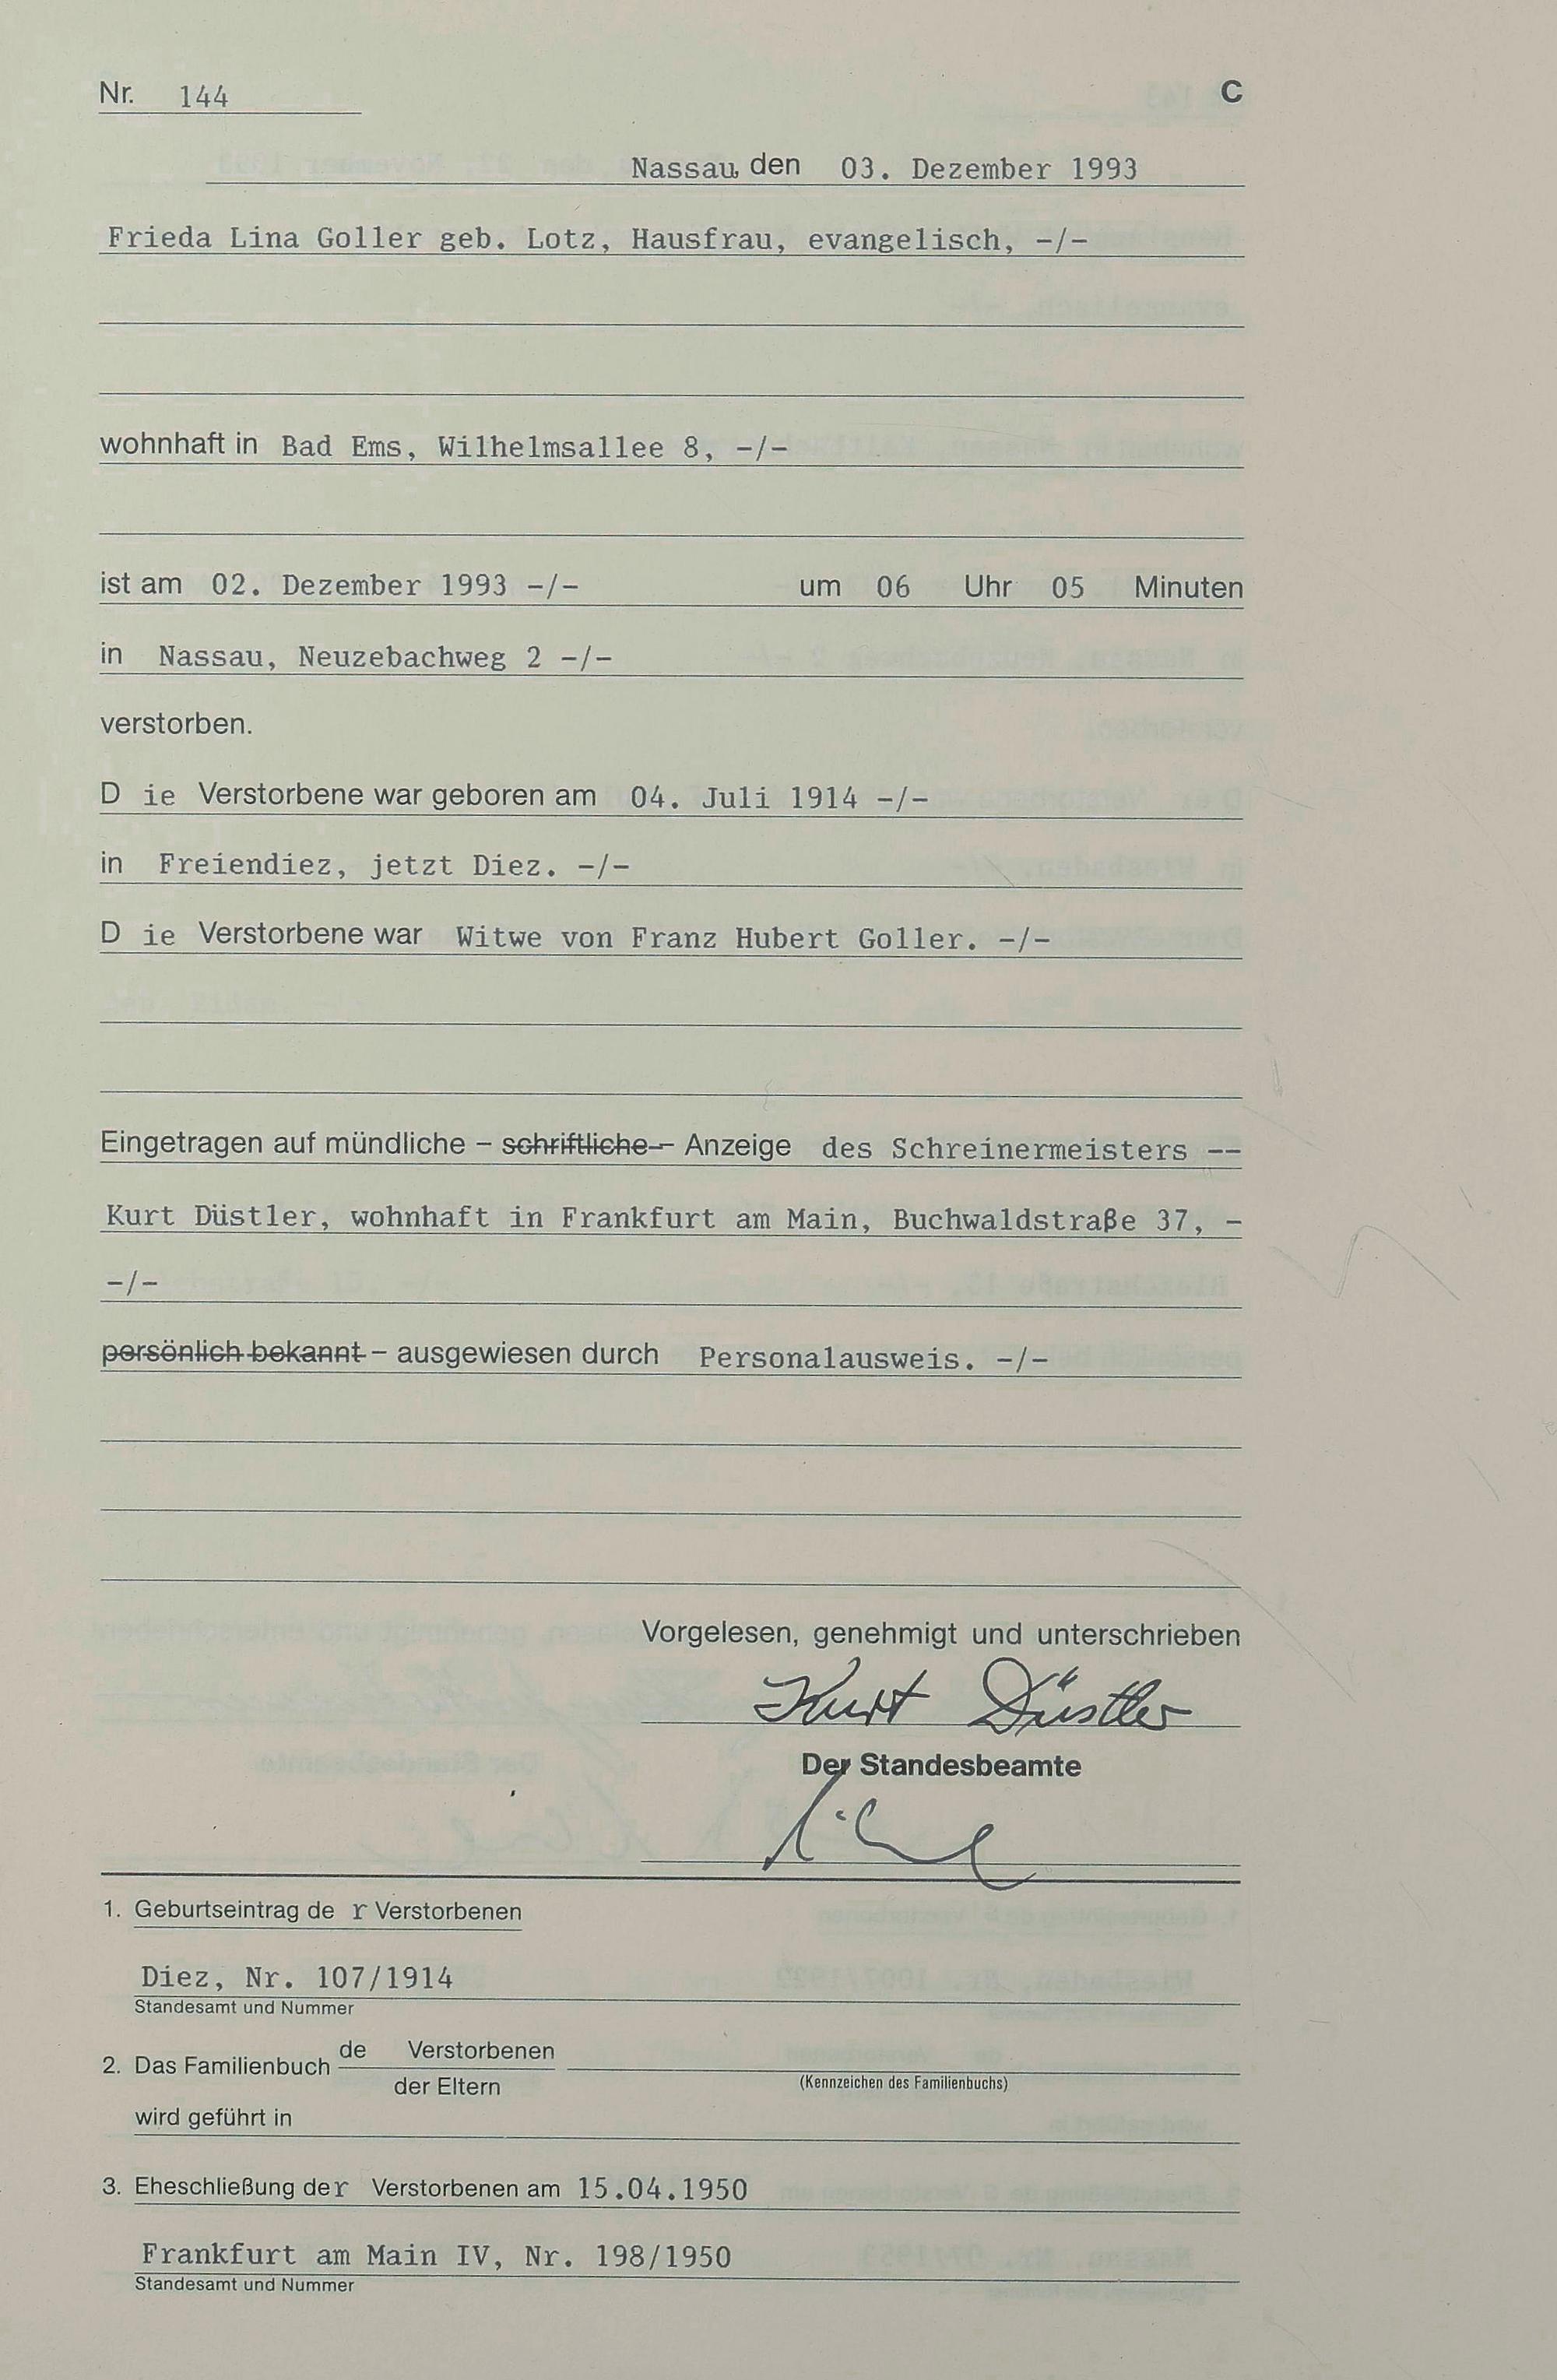 Nr. 144 C
Nassau, den 03. Dezember 1993
Frieda Lina Goller geb. Lotz, Hausfrau, evangelisch, -/-
wohnhaft in Bad Ems, Wilhelmsallee 8, -/-
ist am 02. Dezember 1993 -/- um 06 Uhr 05 Minuten
in Nassau, Neuzebachweg 2 -/-
verstorben.
D ie Verstorbene war geboren am 04. Juli 1914 -/-
in Freiendiez, jetzt Diez. -/-
D ie Verstorbene war Witwe von Franz Hubert Goller. -/-
Eingetragen auf mündliche - schriftliche - Anzeige des Schreinermeisters --
Kurt Düstler, wohnhaft in Frankfurt am Main, Buchwaldstraße 37, -
-/-
persönlich bekannt - ausgewiesen durch Personalausweis. -/-
Vorgelesen, genehmigt und unterschrieben
Kurt Düstler
Der Standesbeamte
1. Geburtseintrag de r Verstorbenen
Diez, Nr. 107/1914
Standesamt und Nummer
de Verstorbenen
2. Das Familienbuch
der Eltern
(Kennzeichen des Familienbuchs)
wird geführt in
3. Eheschließung der Verstorbenen am 15.04.1950
Frankfurt am Main IV, Nr. 198/1950
Standesamt und Nummer